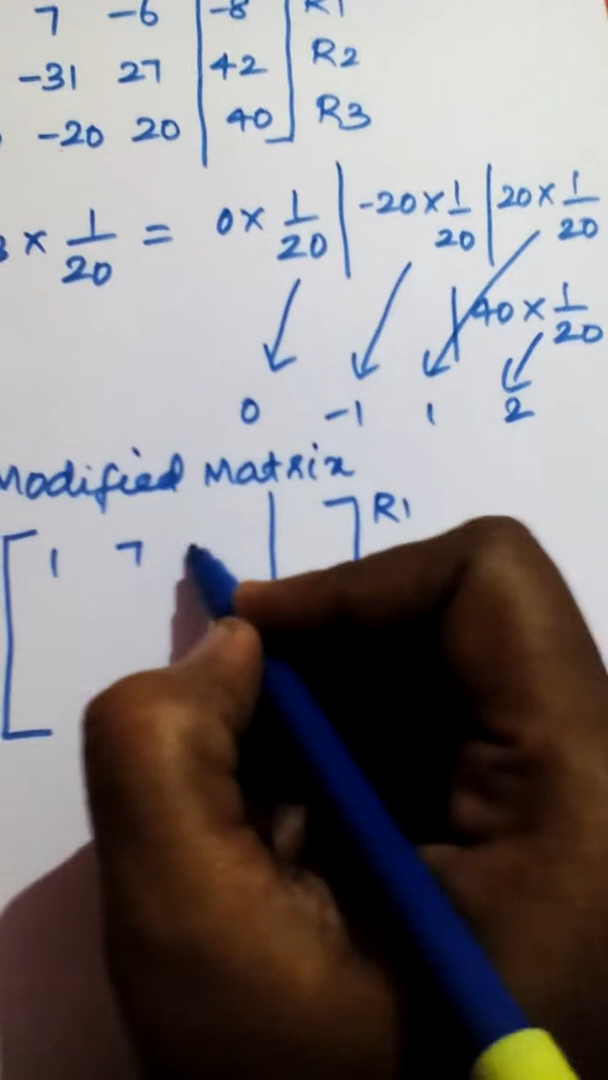 7 -6 | -8 R1
-31 27 | 42 R2
-20 20 | 40 R3
× 1/20 = 0 × 1/20 | -20 × 1/20 | 20 × 1/20
| 40 × 1/20
0 -1 1 2
Modified Matrix
[ 1 7 | ] R1